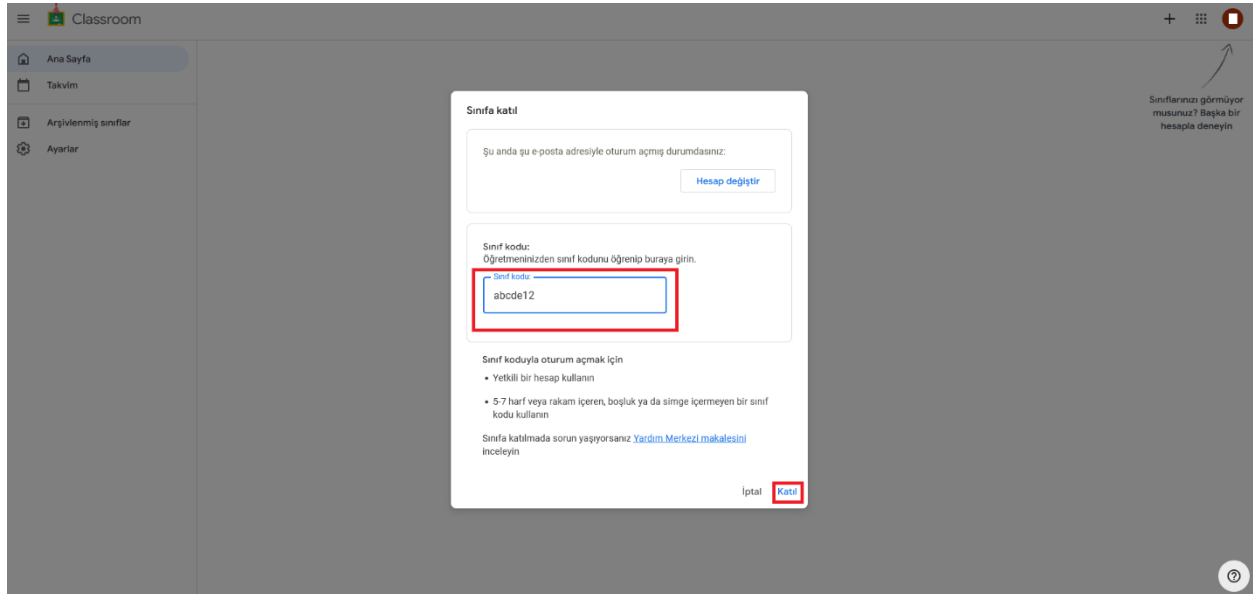 Classroom
Ana Sayfa
Takvim
Arşivlenmiş sınıflar
Ayarlar
Sınıflarınızı görmüyor
musunuz? Başka bir
hesapla deneyin
Sınıfa katıl
Şu anda şu e-posta adresiyle oturum açmış durumdasınız:
Hesap değiştir
Sınıf kodu:
Öğretmeninizden sınıf kodunu öğrenip buraya girin.
Sınıf kodu:
abcde12
Sınıf koduyla oturum açmak için
• Yetkili bir hesap kullanın
• 5-7 harf veya rakam içeren, boşluk ya da simge içermeyen bir sınıf
kodu kullanın
Sınıfa katılmada sorun yaşıyorsanız Yardım Merkezi makalesini
inceleyin
İptal Katıl